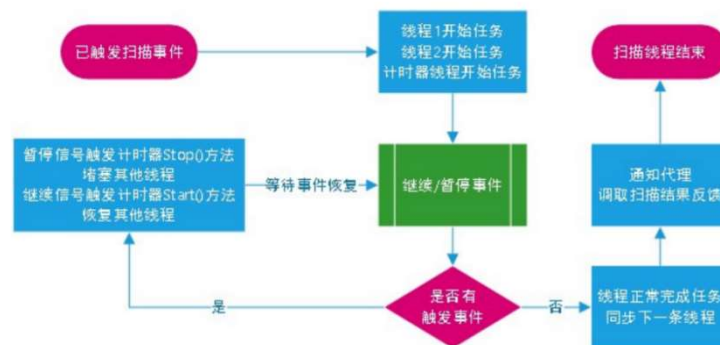 已触发扫描事件
线程1开始任务
线程2开始任务
计时器线程开始任务
扫描线程结束
暂停信号触发计时器Stop()方法
堵塞其他线程
继续信号触发计时器Start()方法
恢复其他线程
等待事件恢复
继续/暂停事件
通知代理
调取扫描结果反馈
是
是否有
触发事件
否
线程正常完成任务
同步下一条线程